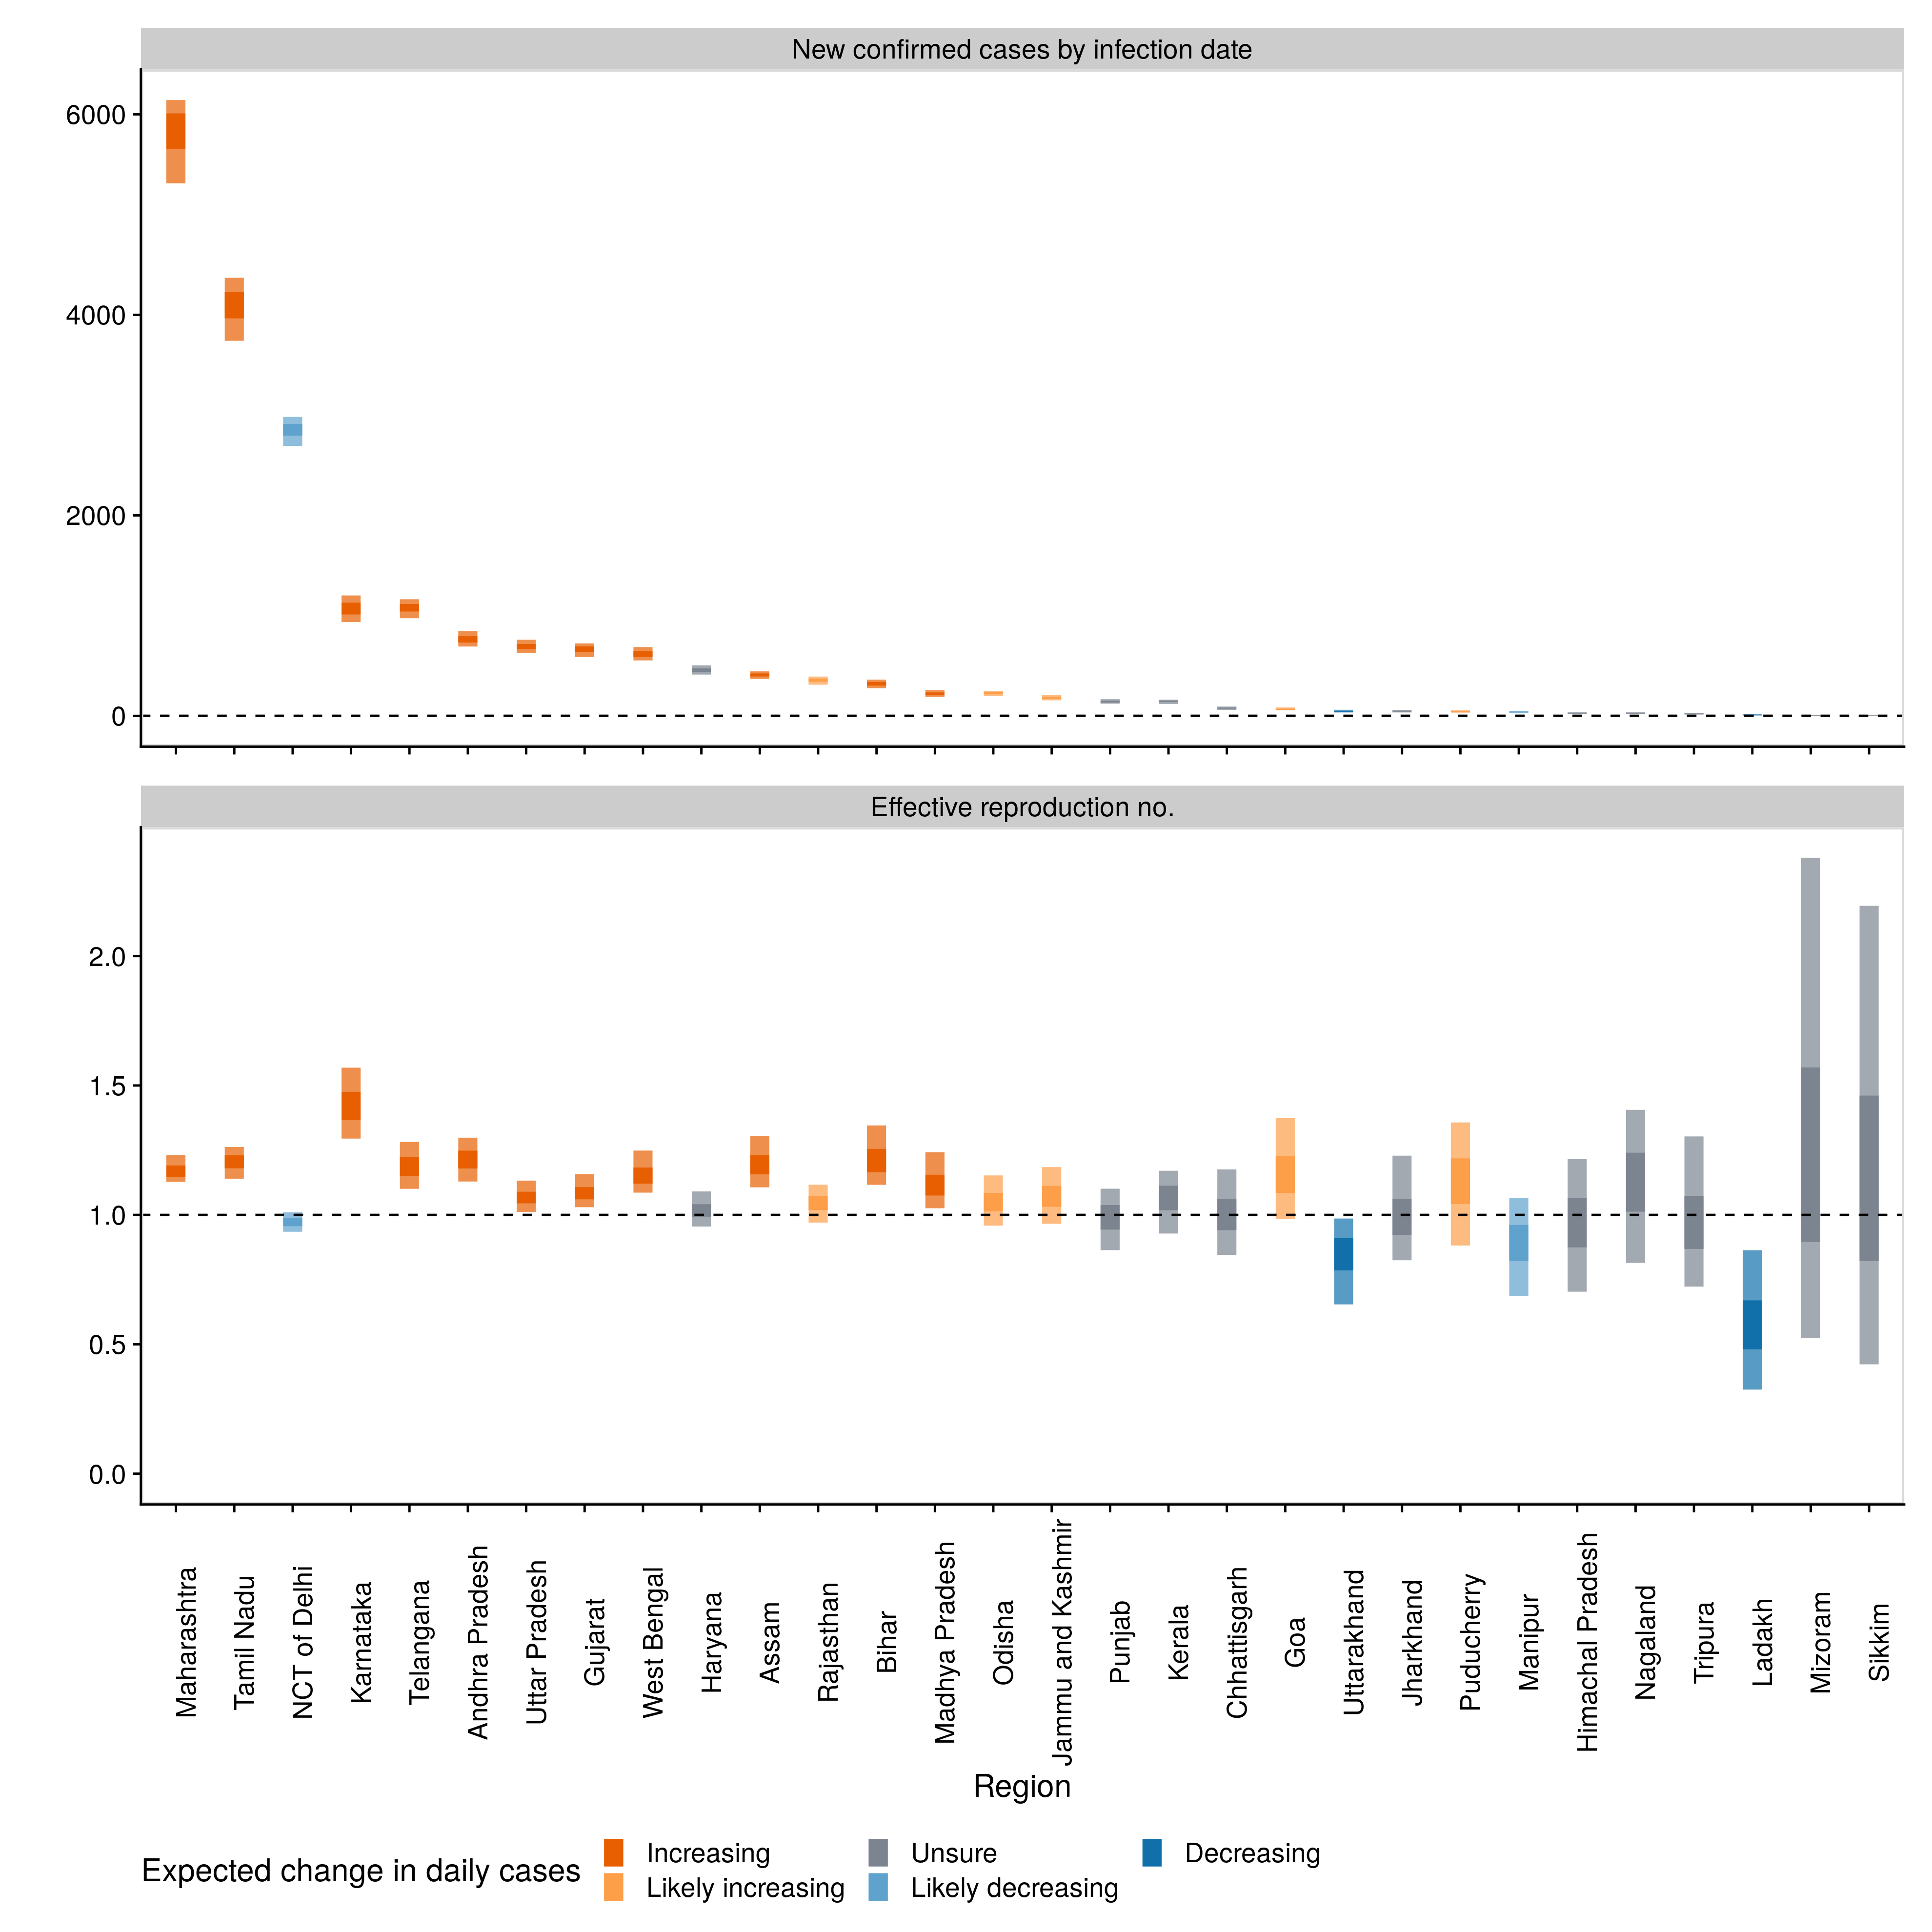 New confirmed cases by infection date
6000
4000
2000
0
Effective reproduction no.
2.0
1.5
1.0
0.5
0.0
Maharashtra
Tamil Nadu
NCT of Delhi
Karnataka
Telangana
Andhra Pradesh
Uttar Pradesh
Gujarat
West Bengal
Haryana
Assam
Rajasthan
Bihar
Madhya Pradesh
Odisha
Jammu and Kashmir
Punjab
Kerala
Chhattisgarh
Goa
Uttarakhand
Jharkhand
Puducherry
Manipur
Himachal Pradesh
Nagaland
Tripura
Ladakh
Mizoram
Sikkim
Region
Expected change in daily cases
Increasing
Unsure
Decreasing
Likely increasing
Likely decreasing